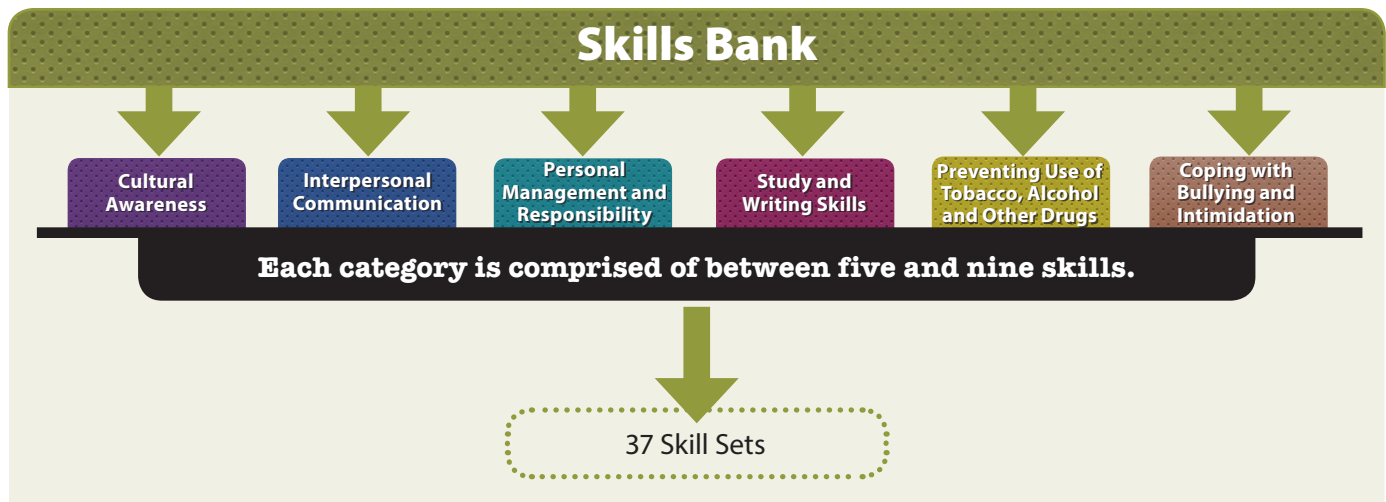 Skills Bank
Cultural
Awareness
Interpersonal
Communication
Personal
Management and
Responsibility
Study and
Writing Skills
Preventing Use of
Tobacco, Alcohol
and Other Drugs
Coping with
Bullying and
Intimidation
Each category is comprised of between five and nine skills.
37 Skill Sets